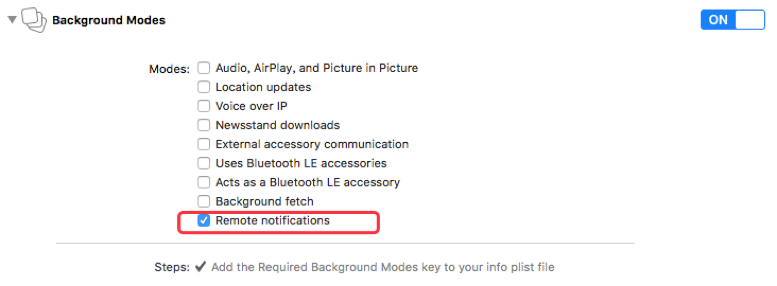 Background Modes
ON
Modes: Audio, AirPlay, and Picture in Picture
Location updates
Voice over IP
Newsstand downloads
External accessory communication
Uses Bluetooth LE accessories
Acts as a Bluetooth LE accessory
Background fetch
Remote notifications
Steps: ✔ Add the Required Background Modes key to your info plist file